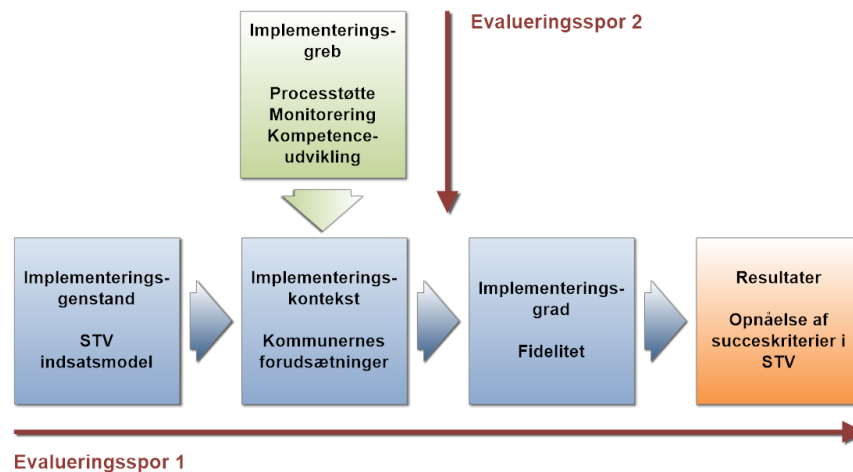 Implementerings-
greb
Processtøtte
Monitorering
Kompetence-
udvikling
Evalueringsspor 2
Implementerings-
genstand
STV
indsatsmodel
Implementerings-
kontekst
Kommunernes
forudsætninger
Implementerings-
grad
Fidelitet
Resultater
Opnåelse af
succeskriterier i
STV
Evalueringsspor 1